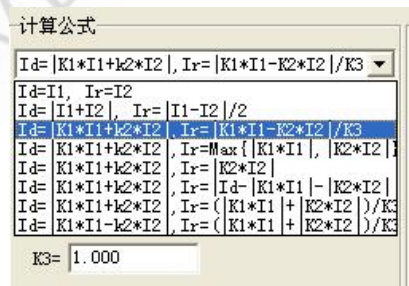 计算公式
Id=|K1*I1+k2*I2|,Ir=|K1*I1-K2*I2|/K3
Id=I1, Ir=I2
Id=|I1+I2|, Ir=|I1-I2|/2
Id=|K1*I1+k2*I2|,Ir=|K1*I1-K2*I2|/K3
Id=|K1*I1+k2*I2|,Ir=Max{|K1*I1|, |K2*I2|}
Id=|K1*I1+k2*I2|,Ir=|K2*I2|
Id=|K1*I1+k2*I2|,Ir=|Id-|K1*I1|-|K2*I2|
Id=|K1*I1+k2*I2|,Ir=(|K1*I1|+|K2*I2|)/K3
Id=|K1*I1-k2*I2|,Ir=(|K1*I1|+|K2*I2|)/K3
K3= 1.000